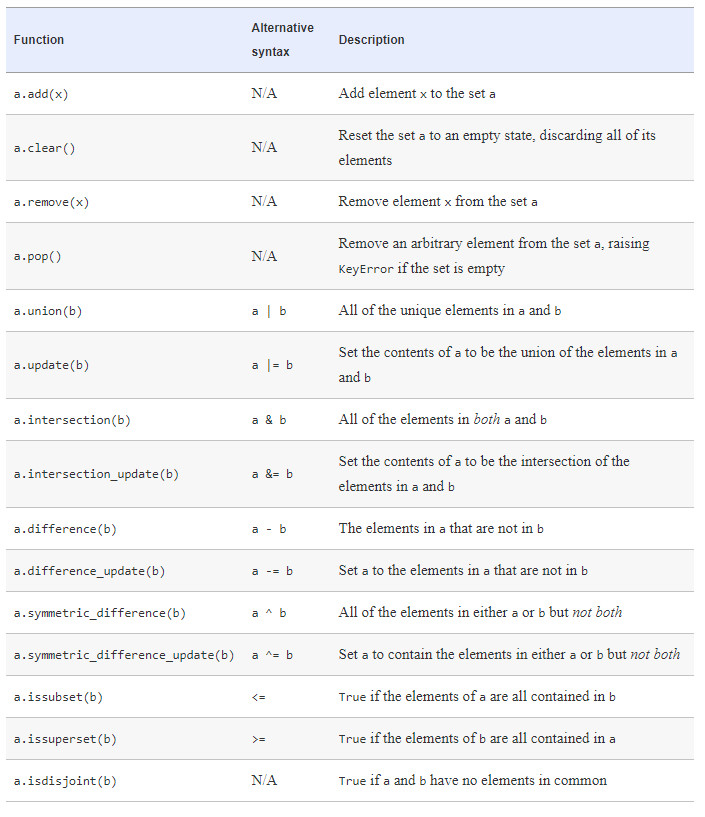 Function Alternative syntax Description
a.add(x) N/A Add element x to the set a
a.clear() N/A Reset the set a to an empty state, discarding all of its
elements
a.remove(x) N/A Remove element x from the set a
a.pop() N/A Remove an arbitrary element from the set a, raising
KeyError if the set is empty
a.union(b) a | b All of the unique elements in a and b
a.update(b) a |= b Set the contents of a to be the union of the elements in a
and b
a.intersection(b) a & b All of the elements in both a and b
a.intersection_update(b) a &= b Set the contents of a to be the intersection of the
elements in a and b
a.difference(b) a - b The elements in a that are not in b
a.difference_update(b) a -= b Set a to the elements in a that are not in b
a.symmetric_difference(b) a ^ b All of the elements in either a or b but not both
a.symmetric_difference_update(b) a ^= b Set a to contain the elements in either a or b but not both
a.issubset(b) <= True if the elements of a are all contained in b
a.issuperset(b) >= True if the elements of b are all contained in a
a.isdisjoint(b) N/A True if a and b have no elements in common